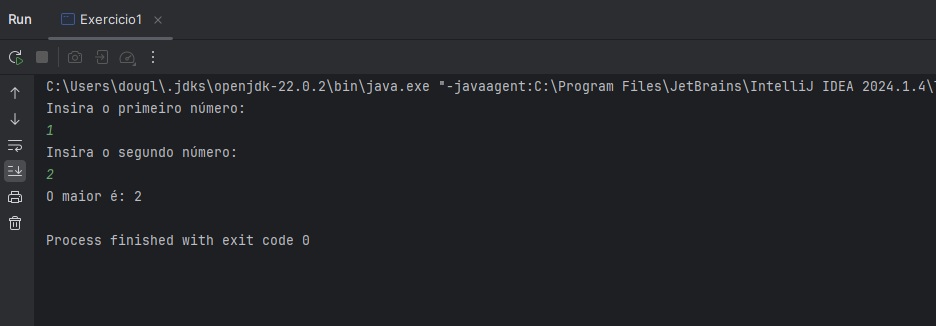 Run Exercicio1
C:\Users\dougl\.jdks\openjdk-22.0.2\bin\java.exe "-javaagent:C:\Program Files\JetBrains\IntelliJ IDEA 2024.1.4\
Insira o primeiro número:
1
Insira o segundo número:
2
O maior é: 2
Process finished with exit code 0